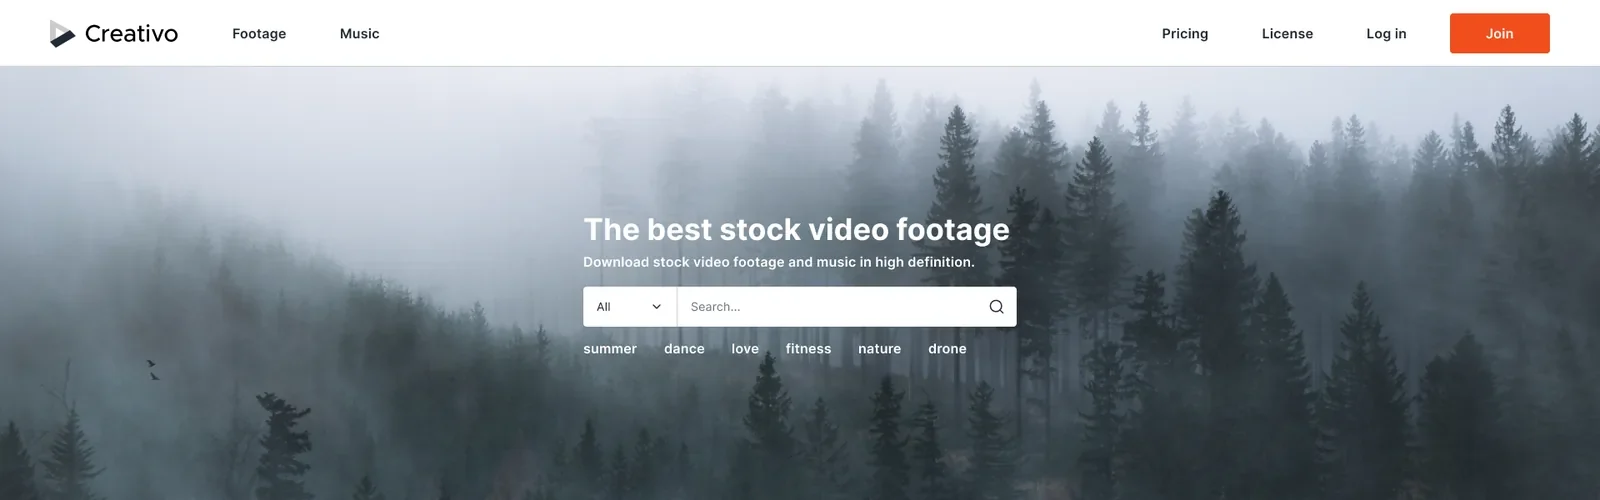 Creativo Footage Music Pricing License Log in Join
The best stock video footage
Download stock video footage and music in high definition.
All Search...
summer dance love fitness nature drone